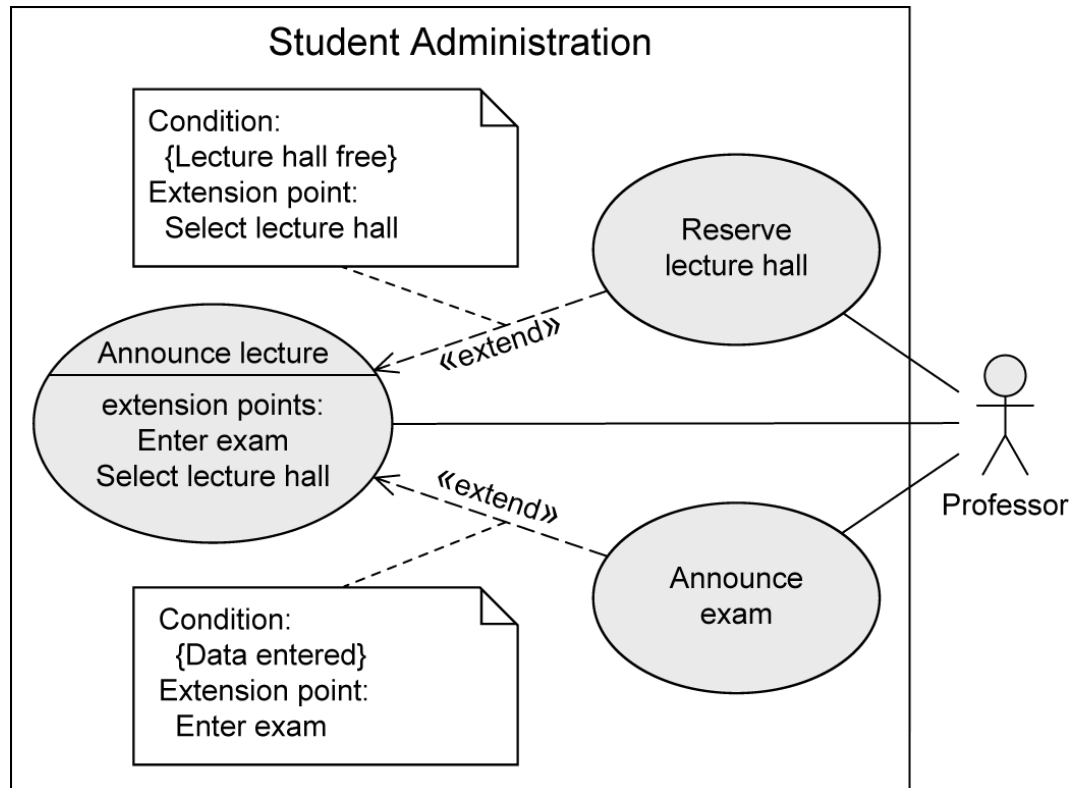 Student Administration
Condition:
{Lecture hall free}
Extension point:
Select lecture hall
Reserve
lecture hall
«extend»
Announce lecture
extension points:
Enter exam
Select lecture hall
«extend»
Professor
Announce
exam
Condition:
{Data entered}
Extension point:
Enter exam